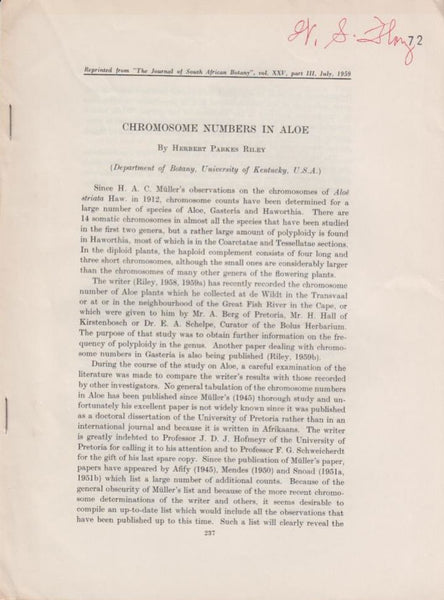 W. S. 
72
Reprinted from "The Journal of South African Botany", vol. XXV, part III. July, 1959
CHROMOSOME NUMBERS IN ALOE
By Herbert Parkes Riley
(Department of Botany, University of Kentucky, U.S.A.)
Since H. A. C. Müller's observations on the chromosomes of Aloë
striata Haw. in 1912, chromosome counts have been determined for a
large number of species of Aloe, Gasteria and Haworthia. There are
14 somatic chromosomes in almost all the species that have been studied
in the first two genera, but a rather large amount of polyploidy is found
in Haworthia, most of which is in the Coarctatae and Tessellatae sections.
In the diploid plants, the haploid complement consists of four long and
three short chromosomes, although the small ones are considerably larger
than the chromosomes of many other genera of the flowering plants.
The writer (Riley, 1958, 1959a) has recently recorded the chromosome
number of Aloe plants which he collected at de Wildt in the Transvaal
or at or in the neighbourhood of the Great Fish River in the Cape, or
which were given to him by Mr. A. Berg of Pretoria, Mr. H. Hall of
Kirstenbosch or Dr. E. A. Schelpe, Curator of the Bolus Herbarium.
The purpose of that study was to obtain further information on the fre-
quency of polyploidy in the genus. Another paper dealing with chromo-
some numbers in Gasteria is also being published (Riley, 1959b).
During the course of the study on Aloe, a careful examination of the
literature was made to compare the writer's results with those recorded
by other investigators. No general tabulation of the chromosome numbers
in Aloe has been published since Müller's (1945) thorough study and un-
fortunately his excellent paper is not widely known since it was published
as a doctoral dissertation of the University of Pretoria rather than in an
international journal and because it is written in Afrikaans. The writer
is greatly indebted to Professor J. D. J. Hofmeyr of the University of
Pretoria for calling it to his attention and to Professor F. G. Schweickerdt
for the gift of his last spare copy. Since the publication of Müller's paper,
papers have appeared by Afify (1945), Mendes (1950) and Snoad (1951a,
1951b) which list a large number of additional counts. Because of the
general obscurity of Müller's list and because of the more recent chromo-
some determinations of the writer and others, it seems desirable to
compile an up-to-date list which would include all the observations that
have been published up to this time. Such a list will clearly reveal the
237